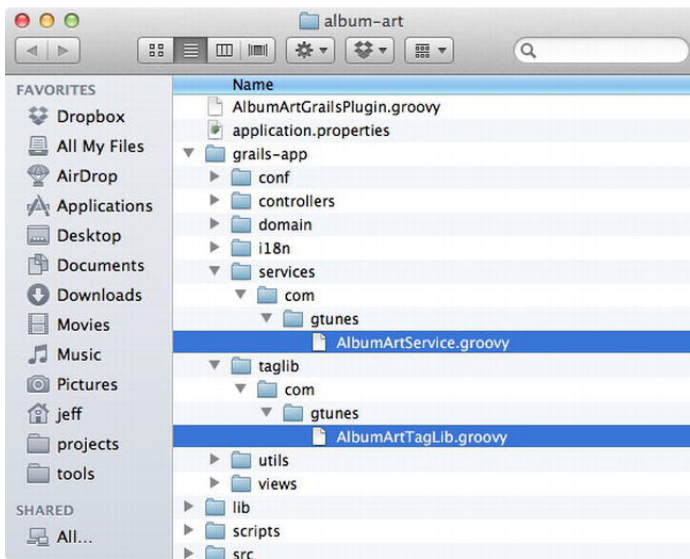 album-art
FAVORITES
Dropbox
All My Files
AirDrop
Applications
Desktop
Documents
Downloads
Movies
Music
Pictures
jeff
projects
tools
SHARED
All...
Name
AlbumArtGrailsPlugin.groovy
application.properties
grails-app
conf
controllers
domain
i18n
services
com
gtunes
AlbumArtService.groovy
taglib
com
gtunes
AlbumArtTagLib.groovy
utils
views
lib
scripts
src